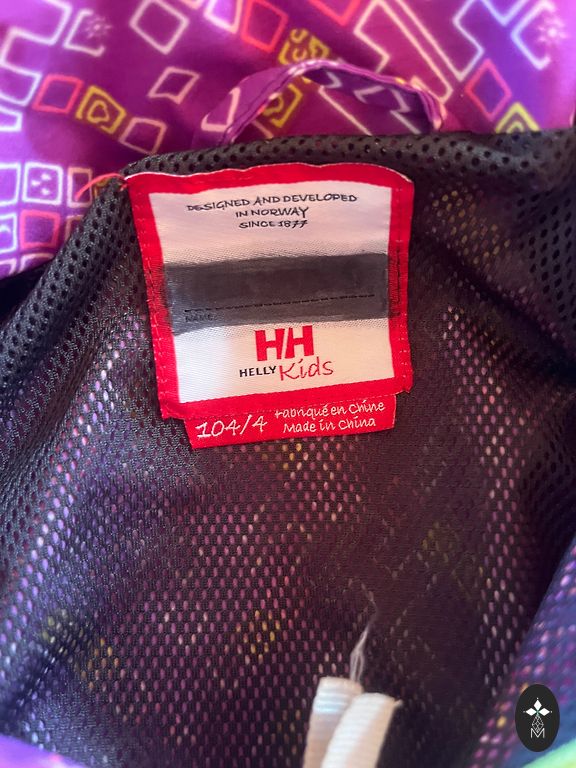 DESIGNED AND DEVELOPED
IN NORWAY
SINCE 1877
HH
HELLY Kids
104/4
Fabriqué en Chine
Made in China
M